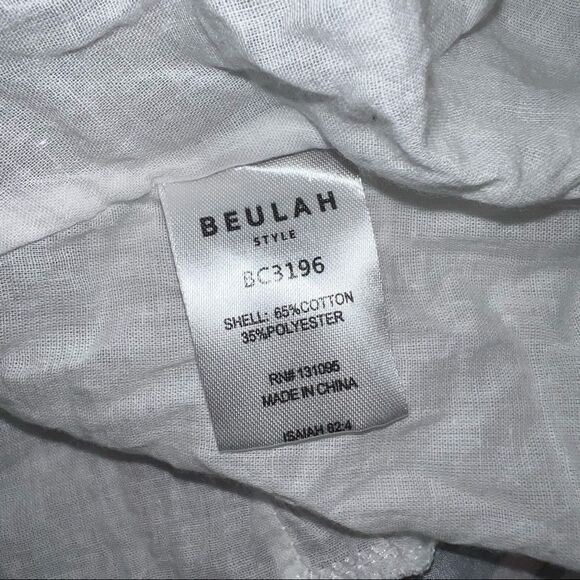 BEULAH
STYLE
BC3196
SHELL: 65%COTTON
35%POLYESTER
RN# 131095
MADE IN CHINA
ISAIAH 62:4